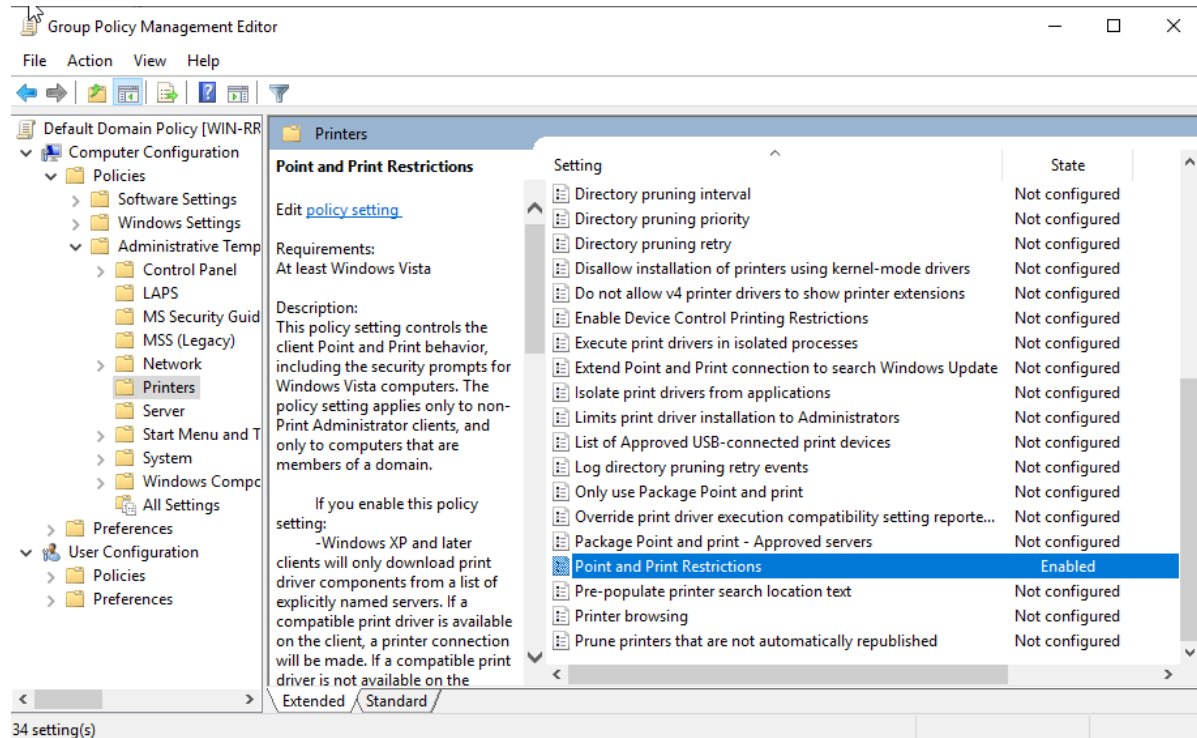 Group Policy Management Editor
File Action View Help
Default Domain Policy [WIN-RR
Computer Configuration
Policies
Software Settings
Windows Settings
Administrative Temp
Control Panel
LAPS
MS Security Guid
MSS (Legacy)
Network
Printers
Server
Start Menu and T
System
Windows Compc
All Settings
Preferences
User Configuration
Policies
Preferences
Printers
Point and Print Restrictions
Edit policy setting
Requirements:
At least Windows Vista
Description:
This policy setting controls the
client Point and Print behavior,
including the security prompts for
Windows Vista computers. The
policy setting applies only to non-
Print Administrator clients, and
only to computers that are
members of a domain.
If you enable this policy
setting:
-Windows XP and later
clients will only download print
driver components from a list of
explicitly named servers. If a
compatible print driver is available
on the client, a printer connection
will be made. If a compatible print
driver is not available on the
Setting State
Directory pruning interval Not configured
Directory pruning priority Not configured
Directory pruning retry Not configured
Disallow installation of printers using kernel-mode drivers Not configured
Do not allow v4 printer drivers to show printer extensions Not configured
Enable Device Control Printing Restrictions Not configured
Execute print drivers in isolated processes Not configured
Extend Point and Print connection to search Windows Update Not configured
Isolate print drivers from applications Not configured
Limits print driver installation to Administrators Not configured
List of Approved USB-connected print devices Not configured
Log directory pruning retry events Not configured
Only use Package Point and print Not configured
Override print driver execution compatibility setting reporte... Not configured
Package Point and print - Approved servers Not configured
Point and Print Restrictions Enabled
Pre-populate printer search location text Not configured
Printer browsing Not configured
Prune printers that are not automatically republished Not configured
Extended Standard
34 setting(s)